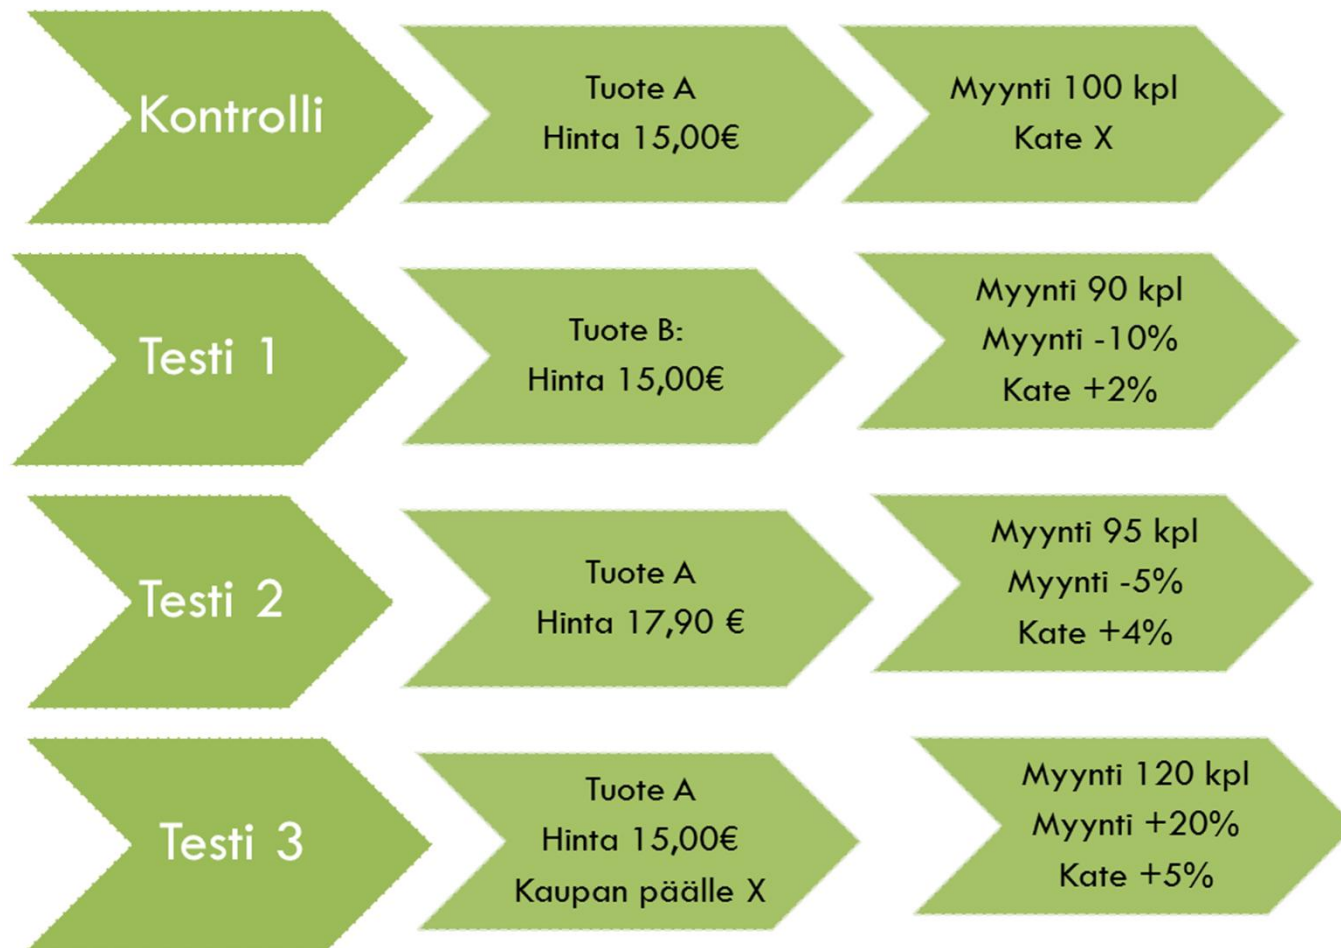 Kontrolli
Tuote A
Hinta 15,00€
Myynti 100 kpl
Kate X
Testi 1
Tuote B:
Hinta 15,00€
Myynti 90 kpl
Myynti -10%
Kate +2%
Testi 2
Tuote A
Hinta 17,90 €
Myynti 95 kpl
Myynti -5%
Kate +4%
Testi 3
Tuote A
Hinta 15,00€
Kaupan päälle X
Myynti 120 kpl
Myynti +20%
Kate +5%